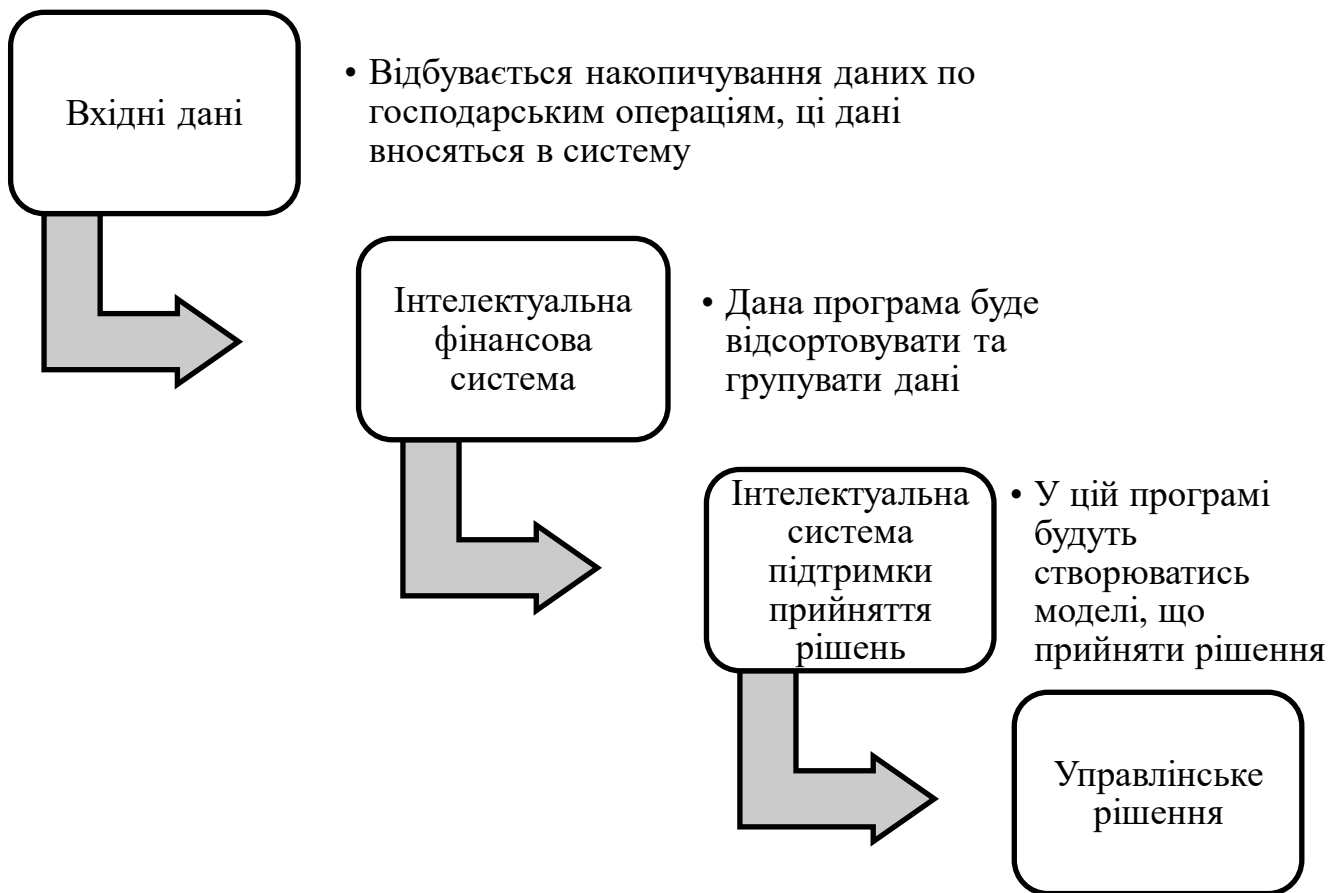 Вхідні дані
• Відбувається накопичування даних по
господарським операціям, ці дані
вносяться в систему
Інтелектуальна
фінансова
система
• Дана програма буде
відсортовувати та
групувати дані
Інтелектуальна
система
підтримки
прийняття
рішень
• У цій програмі
будуть
створюватись
моделі, що
прийняти рішення
Управлінське
рішення